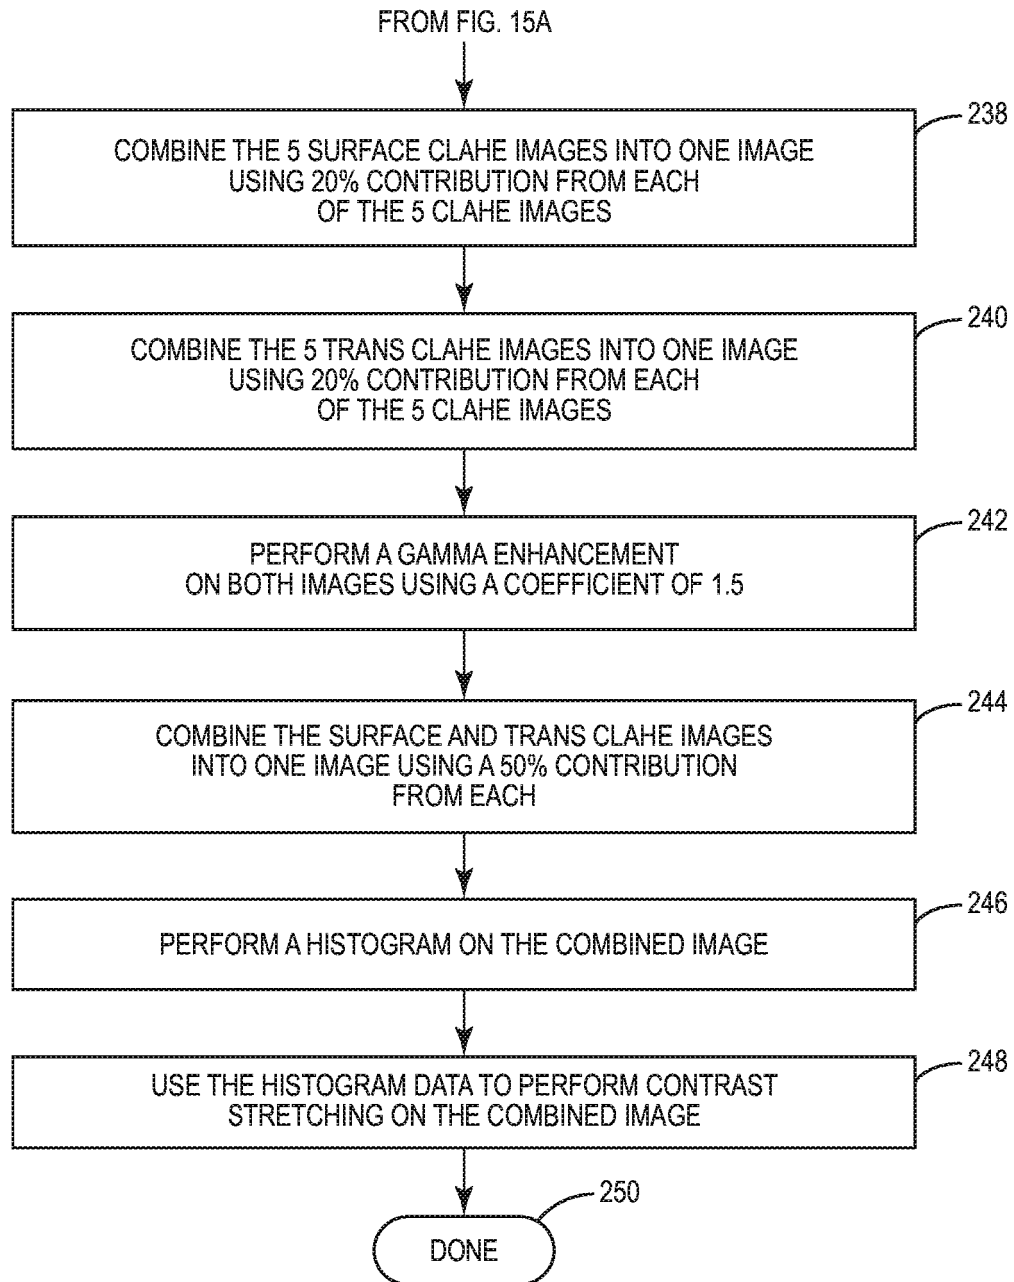 FROM FIG. 15A
238
COMBINE THE 5 SURFACE CLAHE IMAGES INTO ONE IMAGE
USING 20% CONTRIBUTION FROM EACH
OF THE 5 CLAHE IMAGES
240
COMBINE THE 5 TRANS CLAHE IMAGES INTO ONE IMAGE
USING 20% CONTRIBUTION FROM EACH
OF THE 5 CLAHE IMAGES
242
PERFORM A GAMMA ENHANCEMENT
ON BOTH IMAGES USING A COEFFICIENT OF 1.5
244
COMBINE THE SURFACE AND TRANS CLAHE IMAGES
INTO ONE IMAGE USING A 50% CONTRIBUTION
FROM EACH
246
PERFORM A HISTOGRAM ON THE COMBINED IMAGE
248
USE THE HISTOGRAM DATA TO PERFORM CONTRAST
STRETCHING ON THE COMBINED IMAGE
250
DONE